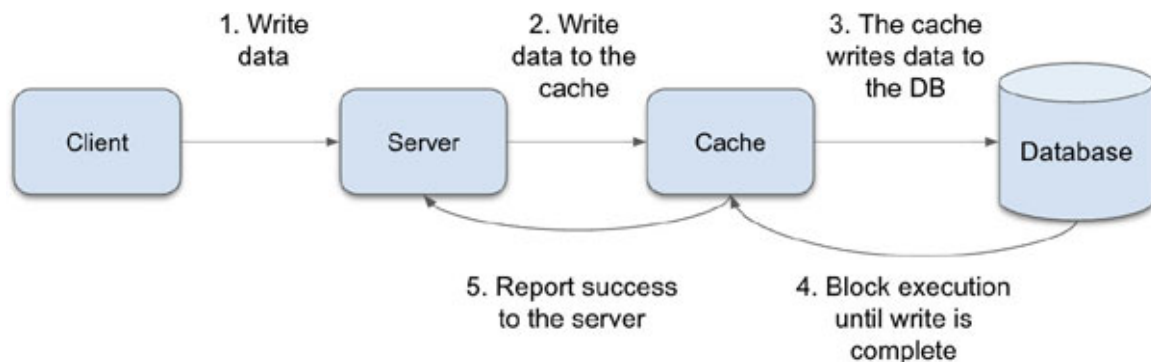 1. Write
data
2. Write
data to the
cache
3. The cache
writes data to
the DB
Client
Server
Cache
Database
5. Report success
to the server
4. Block execution
until write is
complete